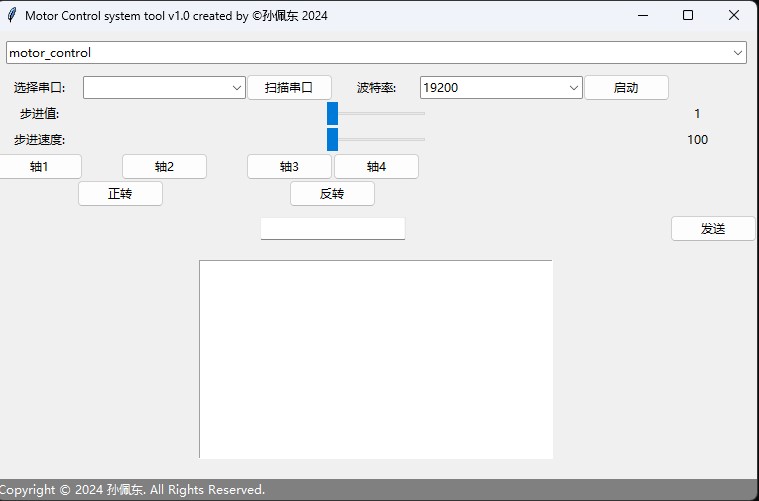 Motor Control system tool v1.0 created by ©孙佩东 2024
motor_control
选择串口: 扫描串口 波特率: 19200 启动
步进值: 1
步进速度: 100
轴1 轴2 轴3 轴4
正转 反转
发送
Copyright © 2024 孙佩东. All Rights Reserved.